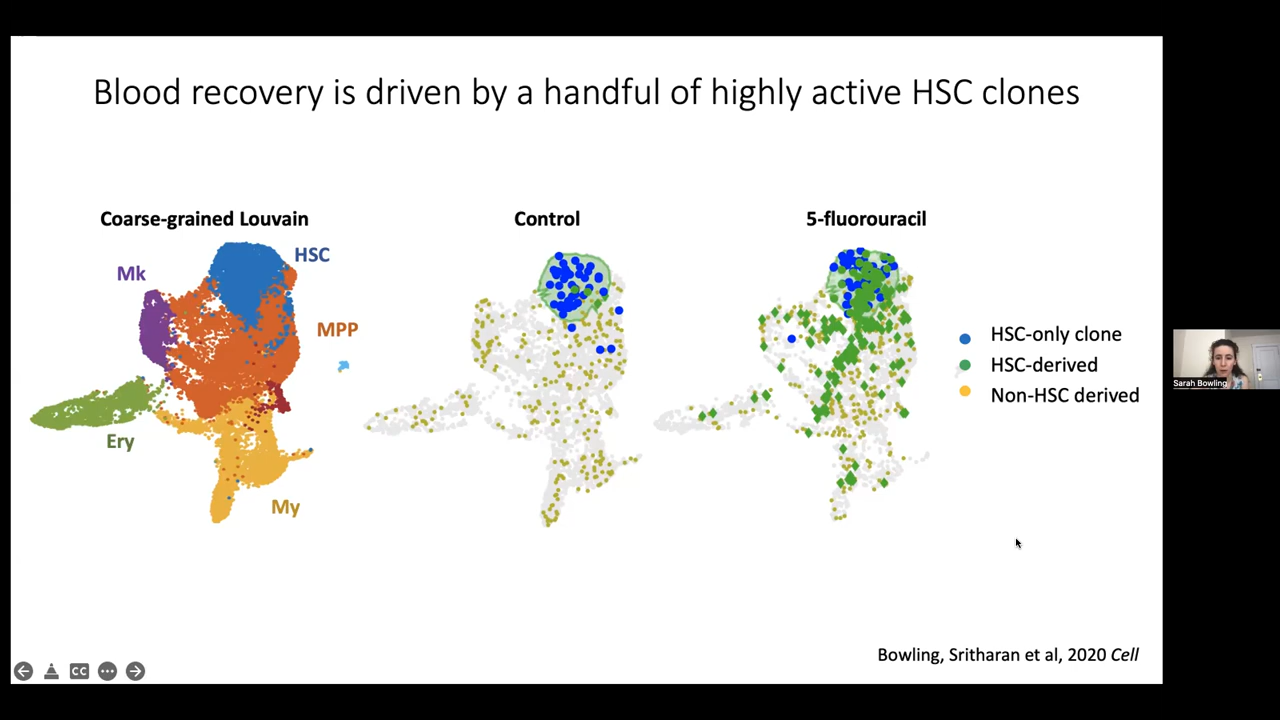 Blood recovery is driven by a handful of highly active HSC clones
Coarse-grained Louvain
Control
5-fluorouracil
HSC
Mk
MPP
Ery
My
HSC-only clone
HSC-derived
Non-HSC derived
Sarah Bowling
Bowling, Sritharan et al, 2020 Cell
CC